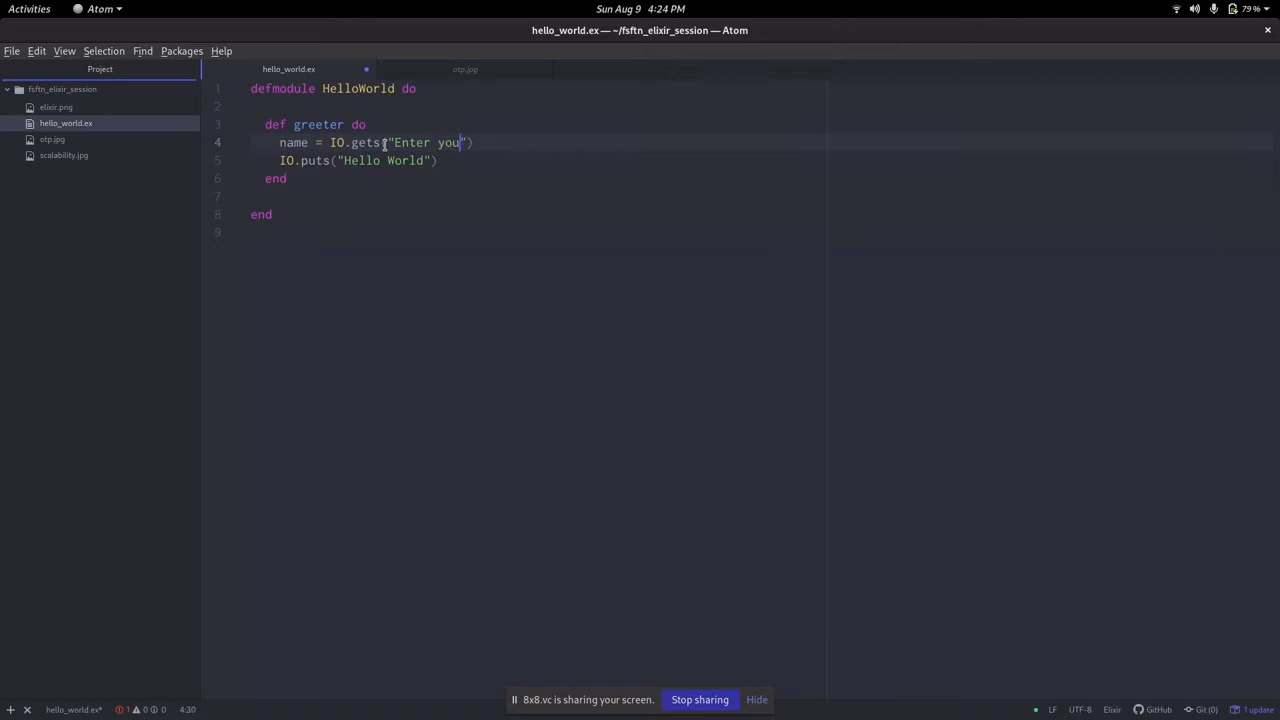 Activities Atom Sun Aug 9 4:24 PM 79 %
hello_world.ex — ~/fsftn_elixir_session — Atom
File Edit View Selection Find Packages Help
Project hello_world.ex otp.jpg
fsftn_elixir_session
elixir.png
hello_world.ex
otp.jpg
scalability.jpg
1 defmodule HelloWorld do
2
3 def greeter do
4 name = IO.gets("Enter you")
5 IO.puts("Hello World")
6 end
7
8 end
9
8x8.vc is sharing your screen. Stop sharing Hide
hello_world.ex* 1 0 0 4:30 LF UTF-8 Elixir GitHub Git (0) 1 update